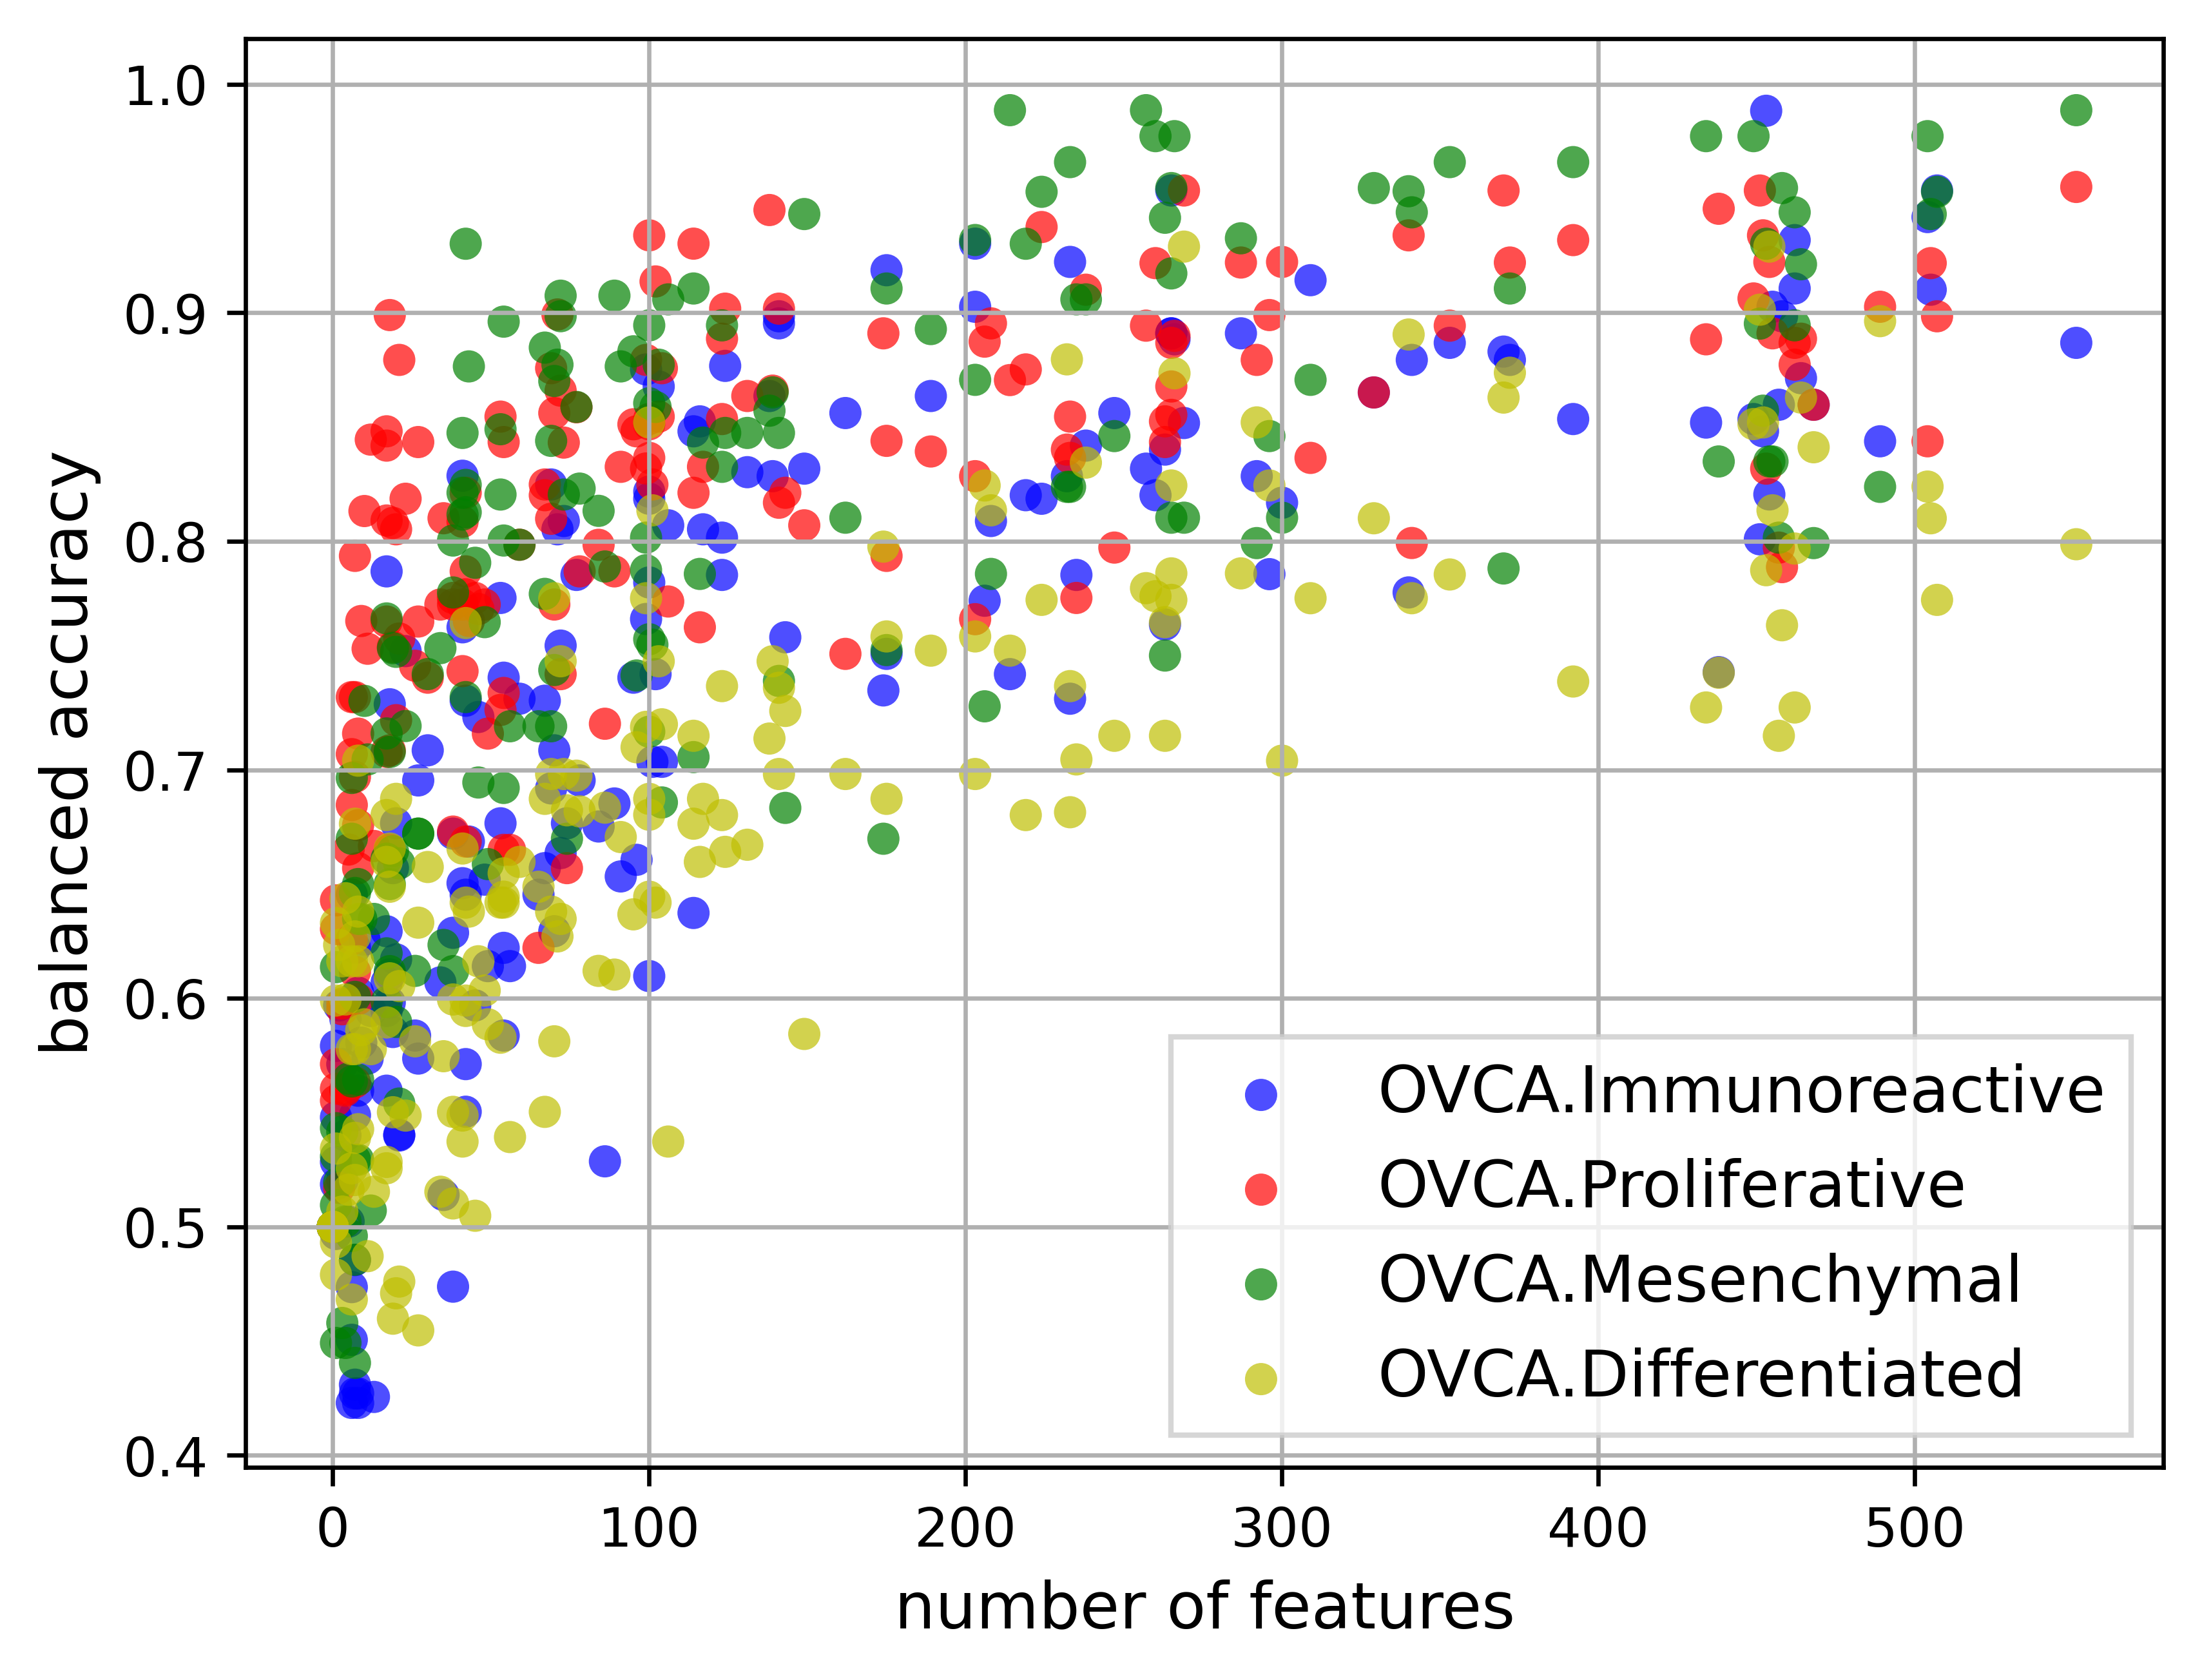 1.0
0.9
0.8
0.7
0.6
0.5
0.4
balanced accuracy
OVCA.Immunoreactive
OVCA.Proliferative
OVCA.Mesenchymal
OVCA.Differentiated
0 100 200 300 400 500
number of features